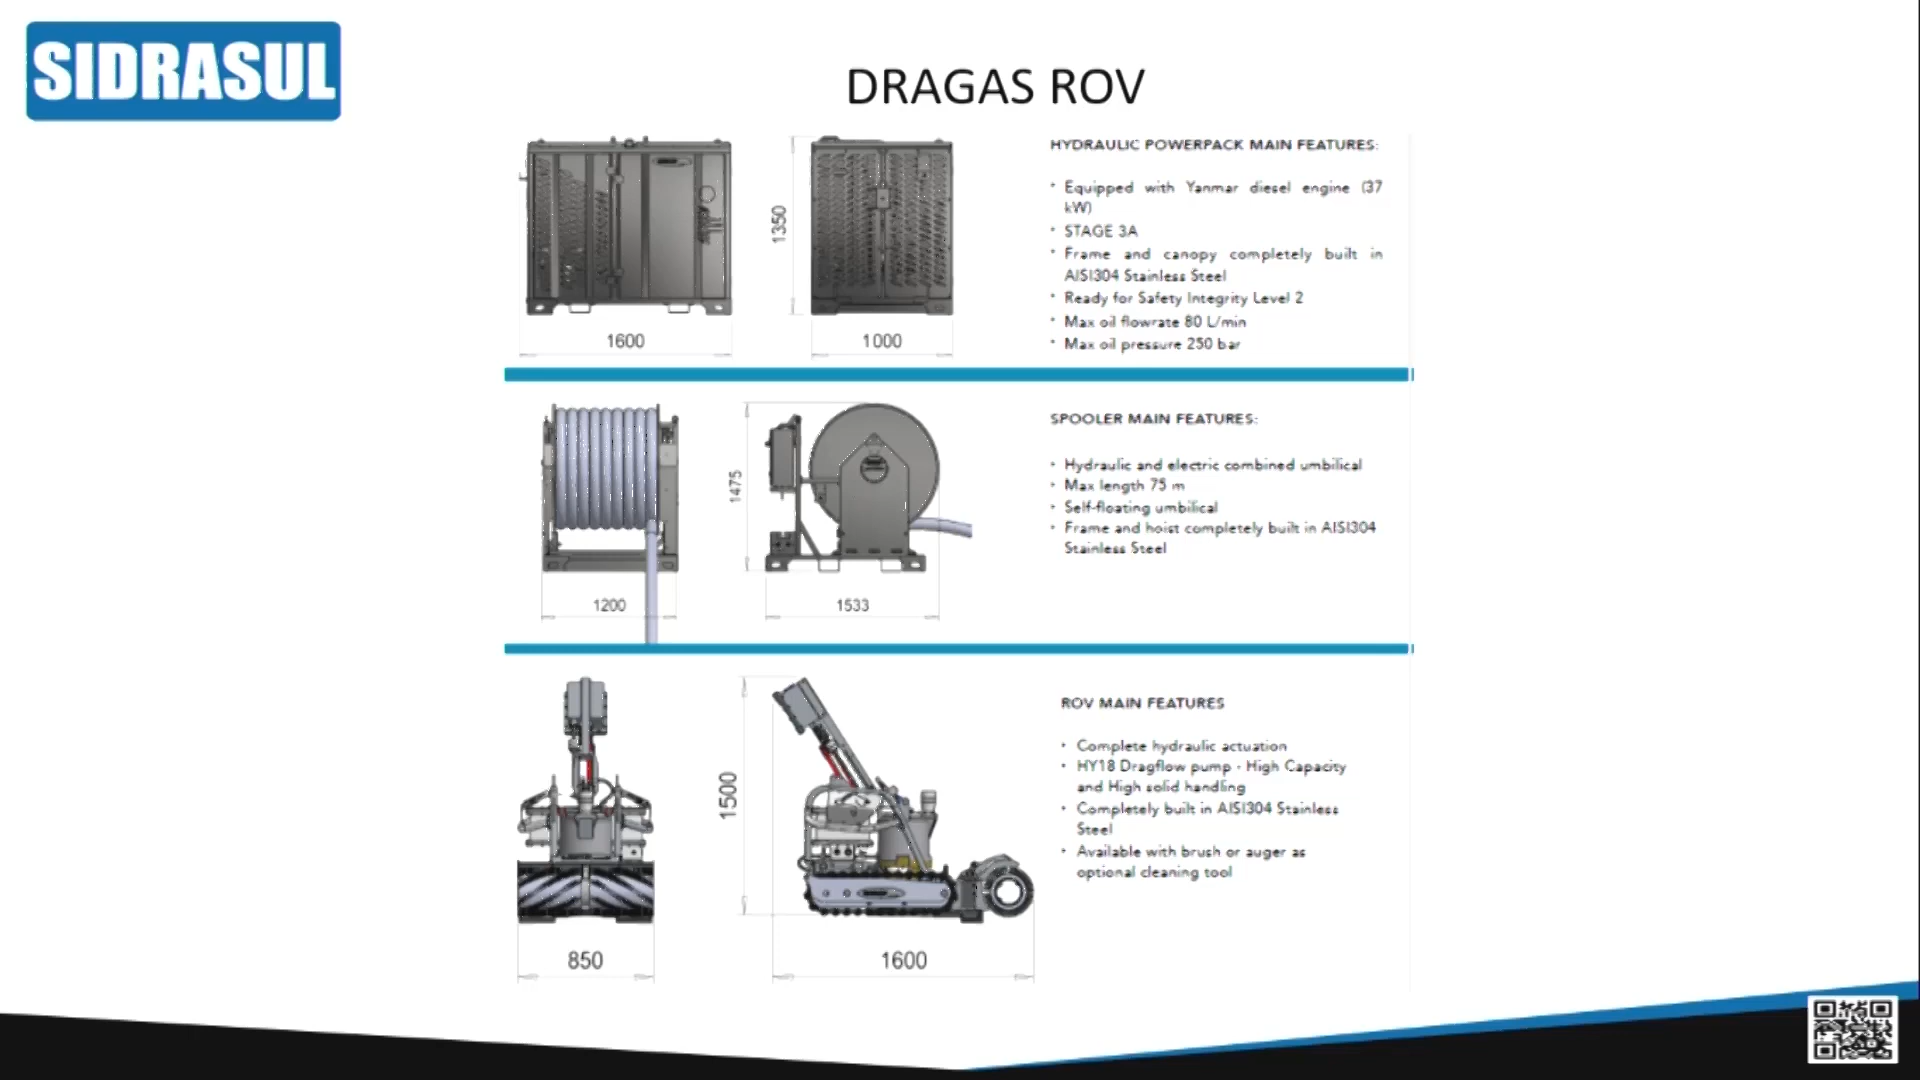 SIDRASUL
DRAGAS ROV
HYDRAULIC POWERPACK MAIN FEATURES:
• Equipped with Yanmar diesel engine (37
kW)
• STAGE 3A
• Frame and canopy completely built in
AISI304 Stainless Steel
• Ready for Safety Integrity Level 2
• Max oil flowrate 80 L/min
• Max oil pressure 250 bar
1350
1600
1000
SPOOLER MAIN FEATURES:
• Hydraulic and electric combined umbilical
• Max length 75 m
• Self-floating umbilical
• Frame and hoist completely built in AISI304
Stainless Steel
1475
1200
1533
ROV MAIN FEATURES
• Complete hydraulic actuation
• HY18 Dragflow pump - High Capacity
and High solid handling
• Completely built in AISI304 Stainless
Steel
• Available with brush or auger as
optional cleaning tool
1500
850
1600